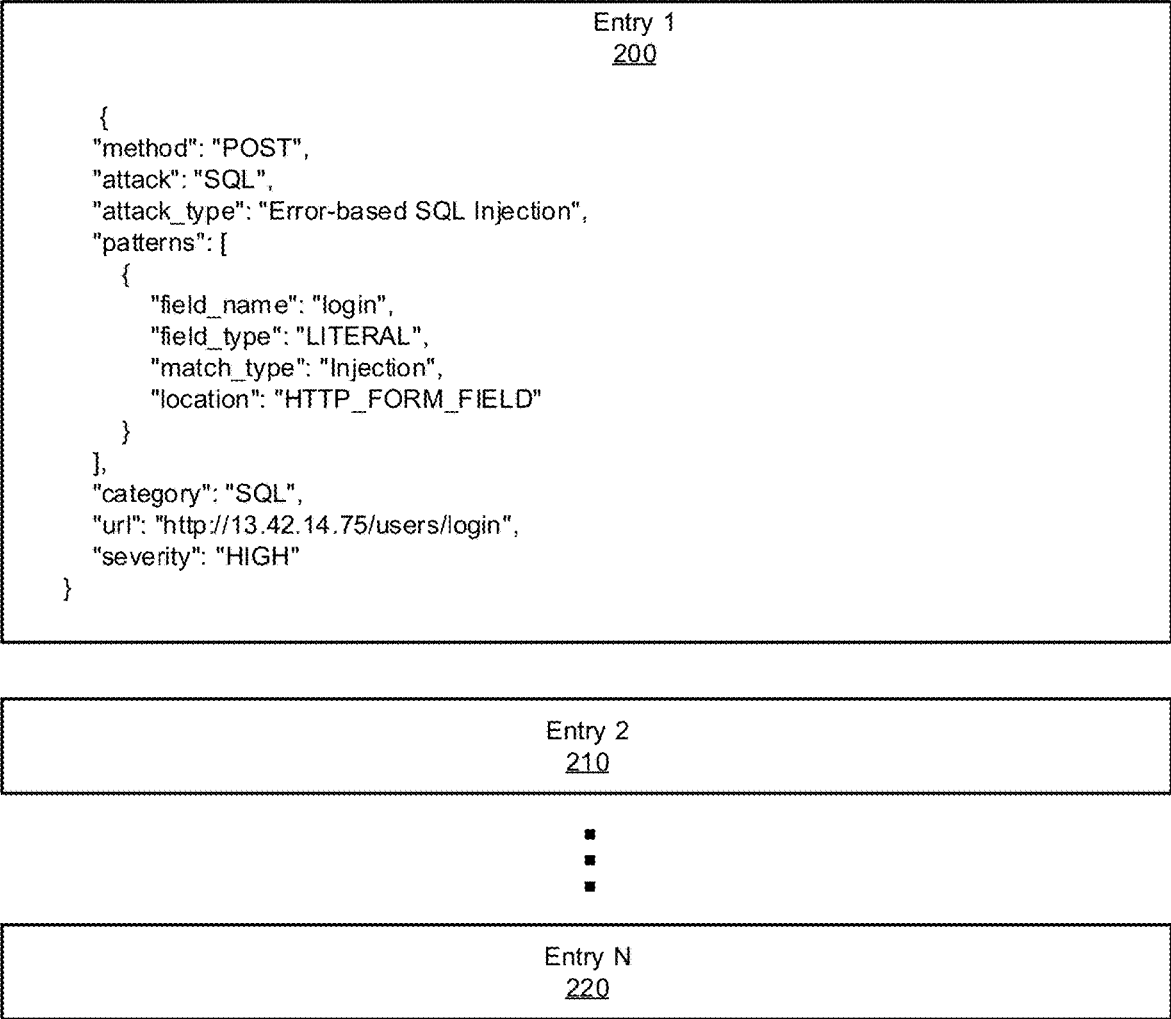 Entry 1
200
{
"method": "POST",
"attack": "SQL",
"attack_type": "Error-based SQL Injection",
"patterns": [
{
"field_name": "login",
"field_type": "LITERAL",
"match_type": "Injection",
"location": "HTTP_FORM_FIELD"
}
],
"category": "SQL",
"url": "http://13.42.14.75/users/login",
"severity": "HIGH"
}
Entry 2
210
Entry N
220